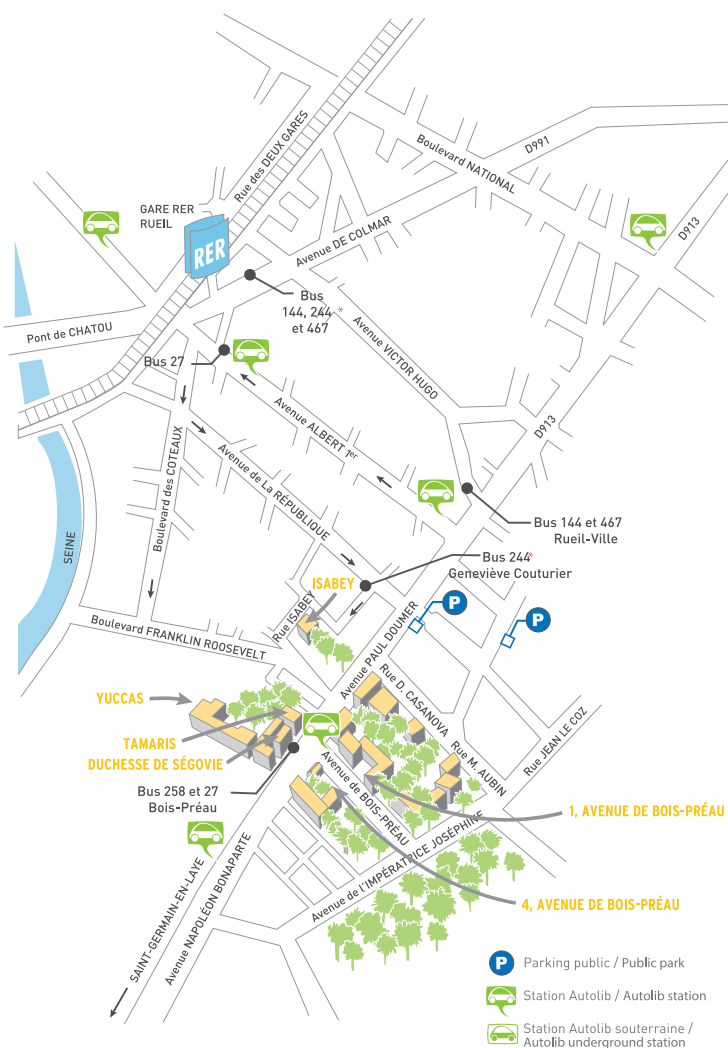 Rue des DEUX GARES
Boulevard NATIONAL
D991
D913
GARE RER
RUEIL
RER
Avenue DE COLMAR
Bus
144, 244 *
et 467
Pont de CHATOU
Avenue VICTOR HUGO
Bus 27
Avenue ALBERT 1er
D913
Avenue de La RÉPUBLIQUE
Boulevard des COTEAUX
SEINE
Bus 144 et 467
Rueil-Ville
Bus 244*
Geneviève Couturier
ISABEY
Rue ISABEY
P
P
Boulevard FRANKLIN ROOSEVELT
Avenue PAUL DOUMER
Rue D. CASANOVA
YUCCAS
TAMARIS
DUCHESSE DE SÉGOVIE
Rue M. AUBIN
Rue JEAN LE COZ
Bus 258 et 27
Bois-Préau
Avenue de BOIS-PRÉAU
1, AVENUE DE BOIS-PRÉAU
Avenue de l'IMPÉRATRICE JOSÉPHINE
SAINT-GERMAIN-EN-LAYE
Avenue NAPOLÉON BONAPARTE
4, AVENUE DE BOIS-PRÉAU
P Parking public / Public park
Station Autolib / Autolib station
Station Autolib souterraine /
Autolib underground station